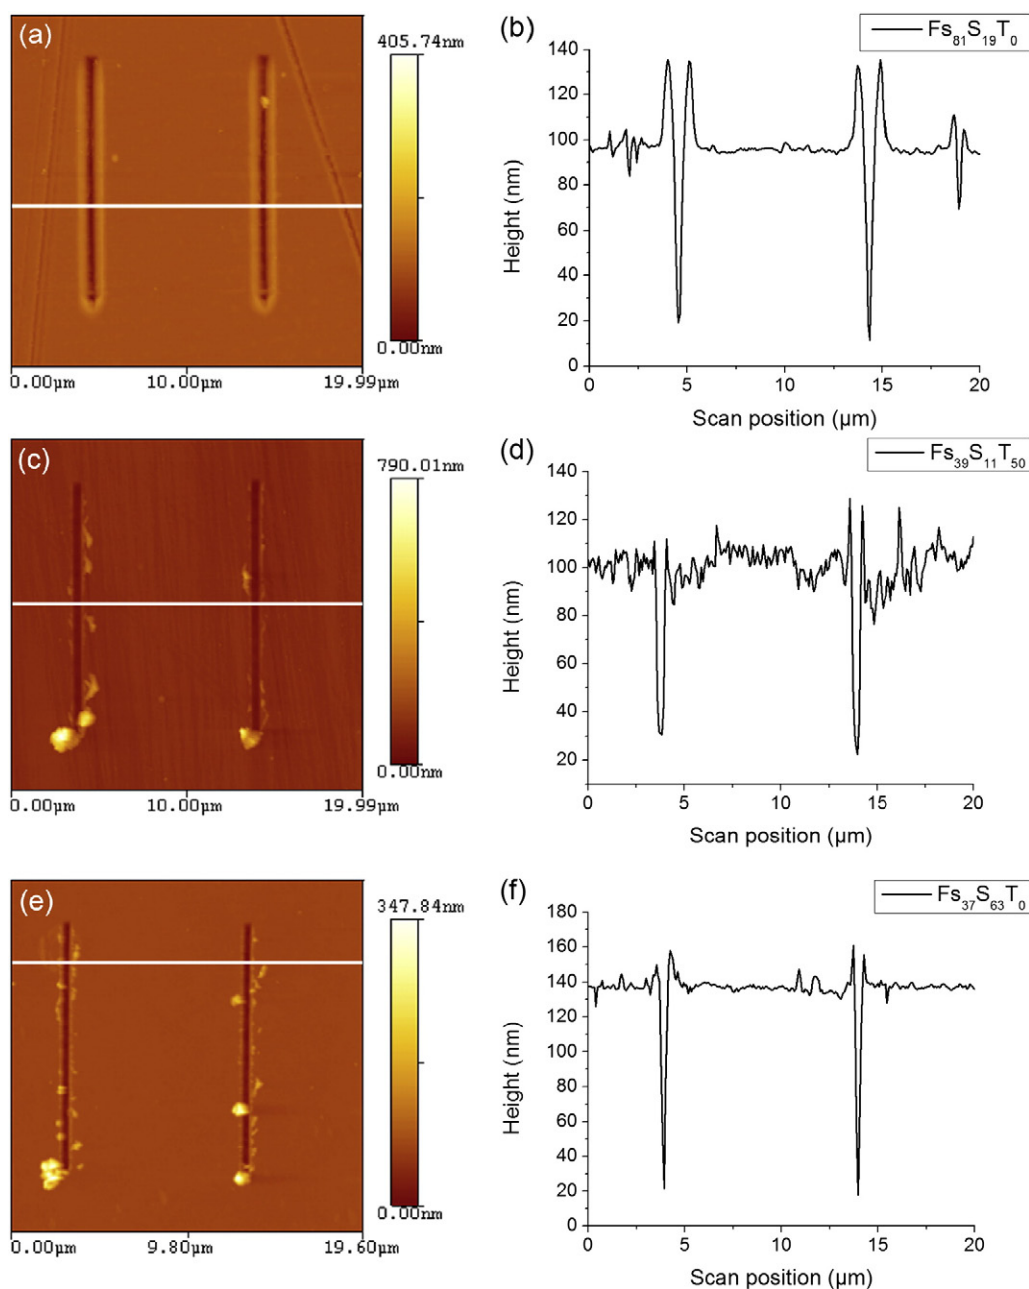 (a)
405.74nm
0.00nm
0.00µm 10.00µm 19.99µm
(b)
Fs81S19T0
140
120
100
80
60
40
20
0
Height (nm)
0 5 10 15 20
Scan position (µm)
(c)
790.01nm
0.00nm
0.00µm 10.00µm 19.99µm
(d)
Fs39S11T50
140
120
100
80
60
40
20
Height (nm)
0 5 10 15 20
Scan position (µm)
(e)
347.84nm
0.00nm
0.00µm 9.80µm 19.60µm
(f)
Fs37S63T0
180
160
140
120
100
80
60
40
20
0
Height (nm)
0 5 10 15 20
Scan position (µm)